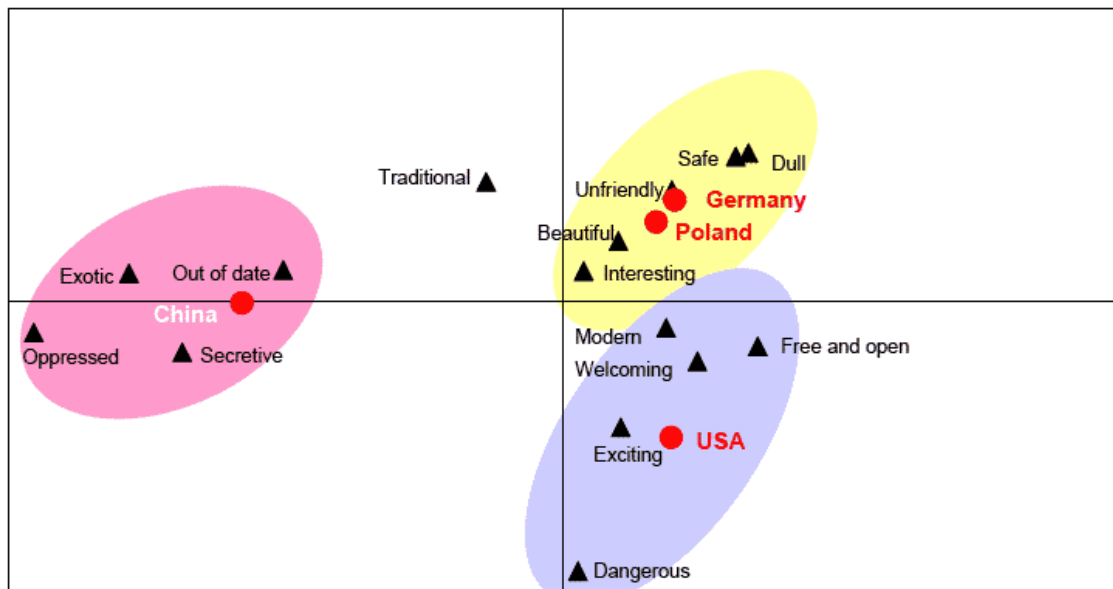 Safe
Dull
Traditional
Unfriendly
Germany
Beautiful
Poland
Exotic
Out of date
Interesting
China
Modern
Free and open
Oppressed
Secretive
Welcoming
USA
Exciting
Dangerous